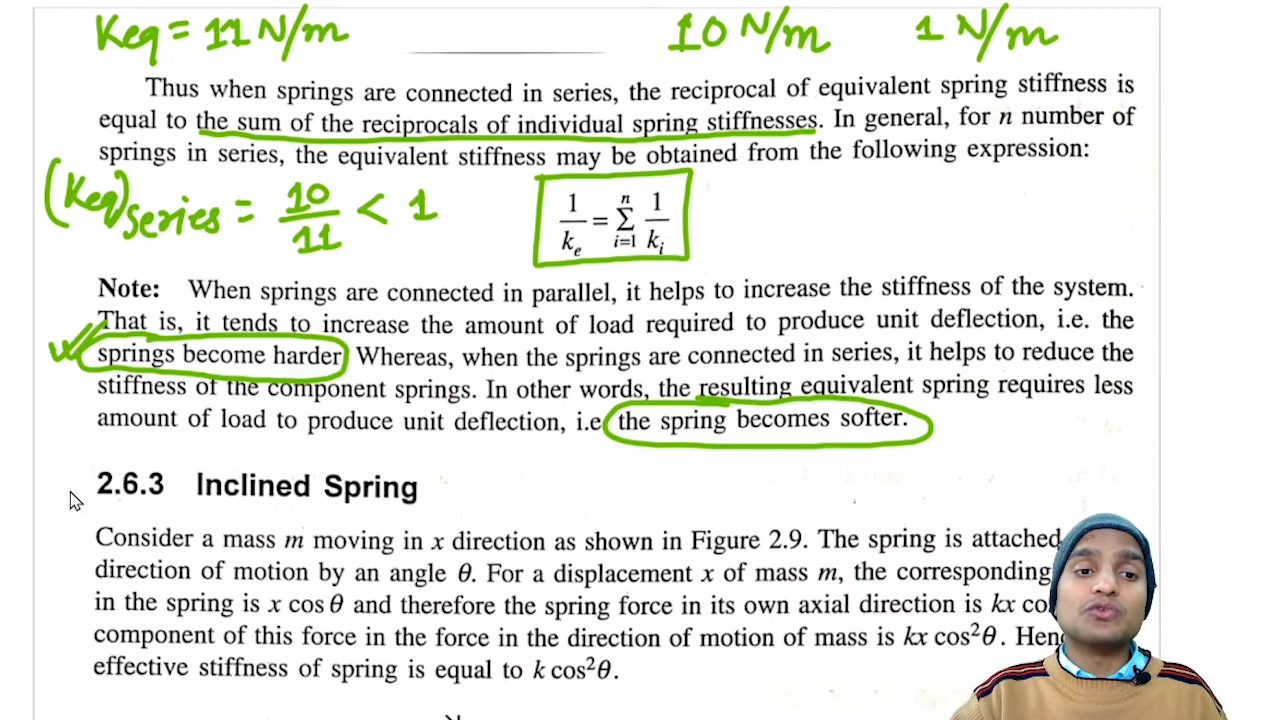 Keq = 11 N/m 10 N/m 1 N/m
Thus when springs are connected in series, the reciprocal of equivalent spring stiffness is
equal to the sum of the reciprocals of individual spring stiffnesses. In general, for n number of
springs in series, the equivalent stiffness may be obtained from the following expression:
(Keq)series = 10/11 < 1
1/kₑ = Σⁿᵢ₌₁ 1/kᵢ
Note: When springs are connected in parallel, it helps to increase the stiffness of the system.
That is, it tends to increase the amount of load required to produce unit deflection, i.e. the
springs become harder Whereas, when the springs are connected in series, it helps to reduce the
stiffness of the component springs. In other words, the resulting equivalent spring requires less
amount of load to produce unit deflection, i.e the spring becomes softer.
2.6.3 Inclined Spring
Consider a mass m moving in x direction as shown in Figure 2.9. The spring is attached
direction of motion by an angle θ. For a displacement x of mass m, the corresponding
in the spring is x cos θ and therefore the spring force in its own axial direction is kx
component of this force in the force in the direction of motion of mass is kx cos²θ.
effective stiffness of spring is equal to k cos²θ.